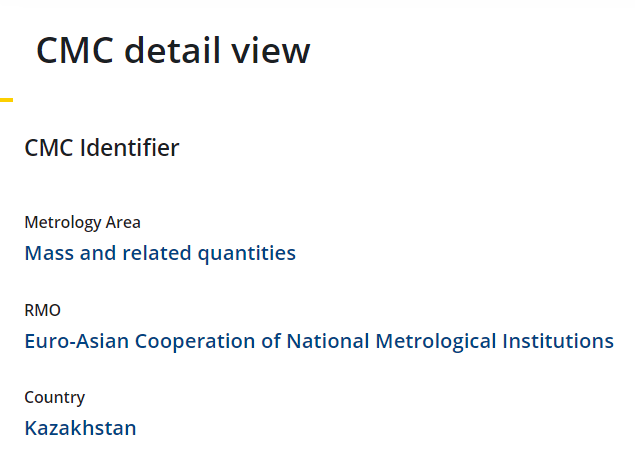 CMC detail view
CMC Identifier
Metrology Area
Mass and related quantities
RMO
Euro-Asian Cooperation of National Metrological Institutions
Country
Kazakhstan